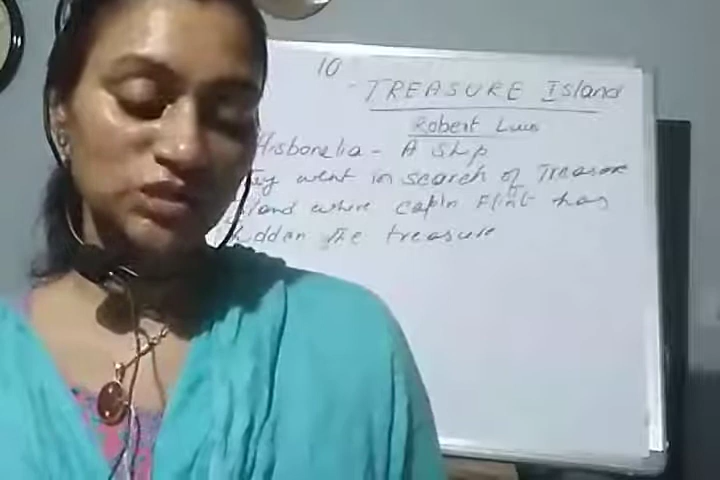 10
- TREASURE Island
Robert Luis
Hisbonelia - A Ship
They went in search of Treasure
Island where captn Flint has
hidden the treasure